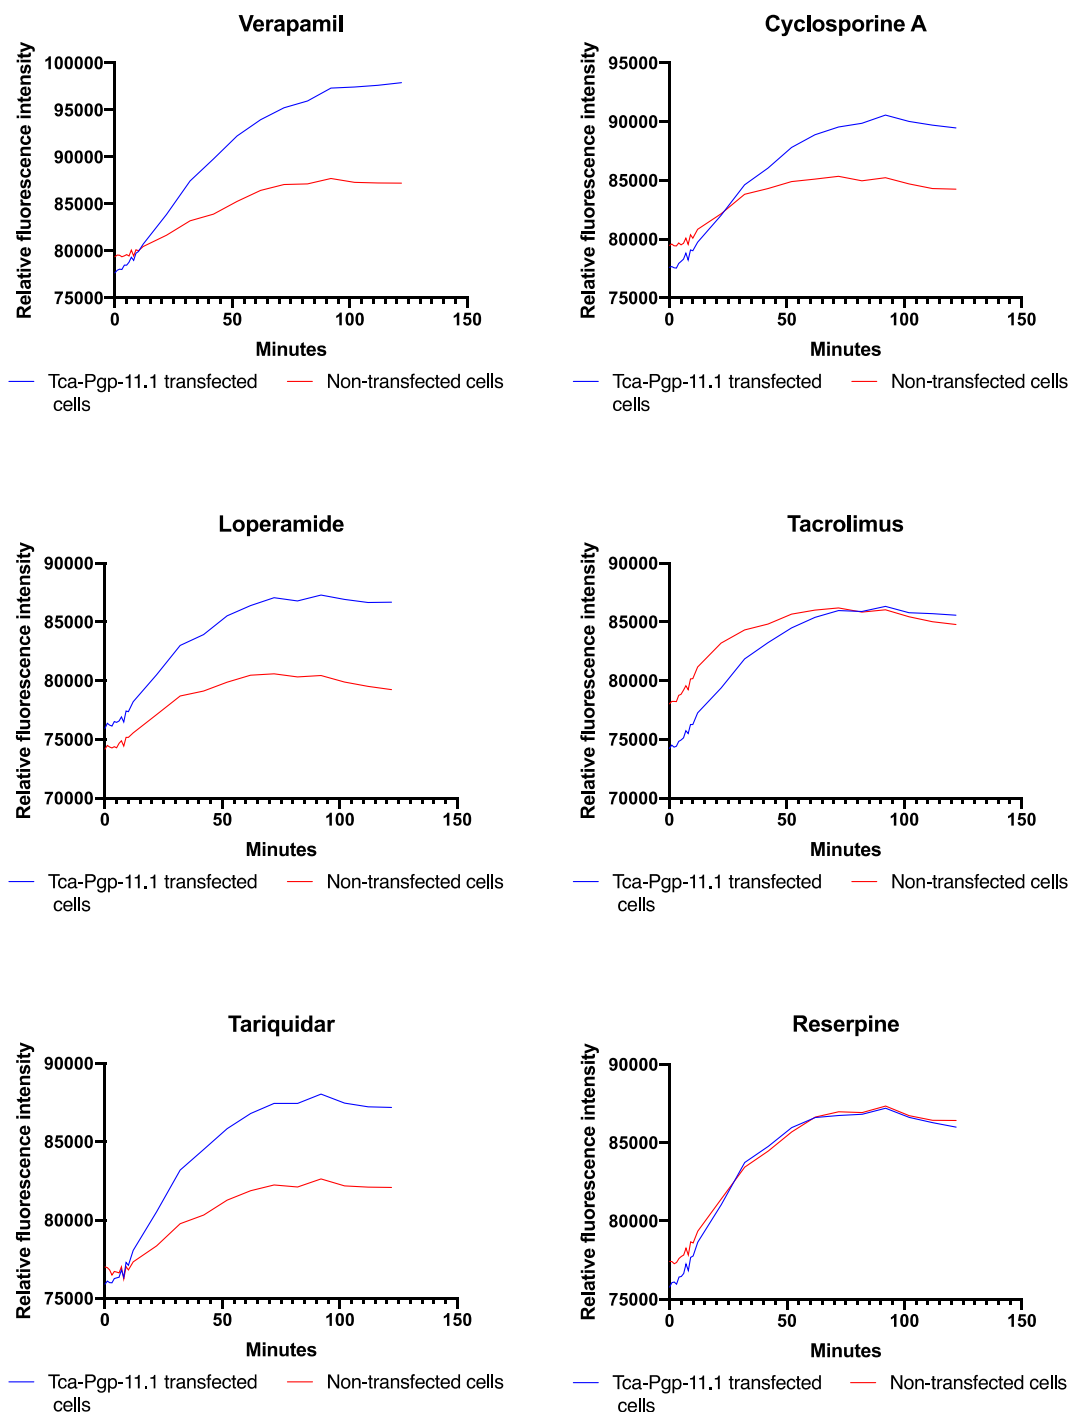 Verapamil
Relative fluorescence intensity
100000
95000
90000
85000
80000
75000
0
50
100
150
Minutes
Tca-Pgp-11.1 transfected
cells
Non-transfected cells
Cyclosporine A
Relative fluorescence intensity
95000
90000
85000
80000
75000
0
50
100
150
Minutes
Tca-Pgp-11.1 transfected
cells
Non-transfected cells
Loperamide
Relative fluorescence intensity
90000
85000
80000
75000
70000
0
50
100
150
Minutes
Tca-Pgp-11.1 transfected
cells
Non-transfected cells
Tacrolimus
Relative fluorescence intensity
90000
85000
80000
75000
70000
0
50
100
150
Minutes
Tca-Pgp-11.1 transfected
cells
Non-transfected cells
Tariquidar
Relative fluorescence intensity
90000
85000
80000
75000
0
50
100
150
Minutes
Tca-Pgp-11.1 transfected
cells
Non-transfected cells
Reserpine
Relative fluorescence intensity
90000
85000
80000
75000
0
50
100
150
Minutes
Tca-Pgp-11.1 transfected
cells
Non-transfected cells